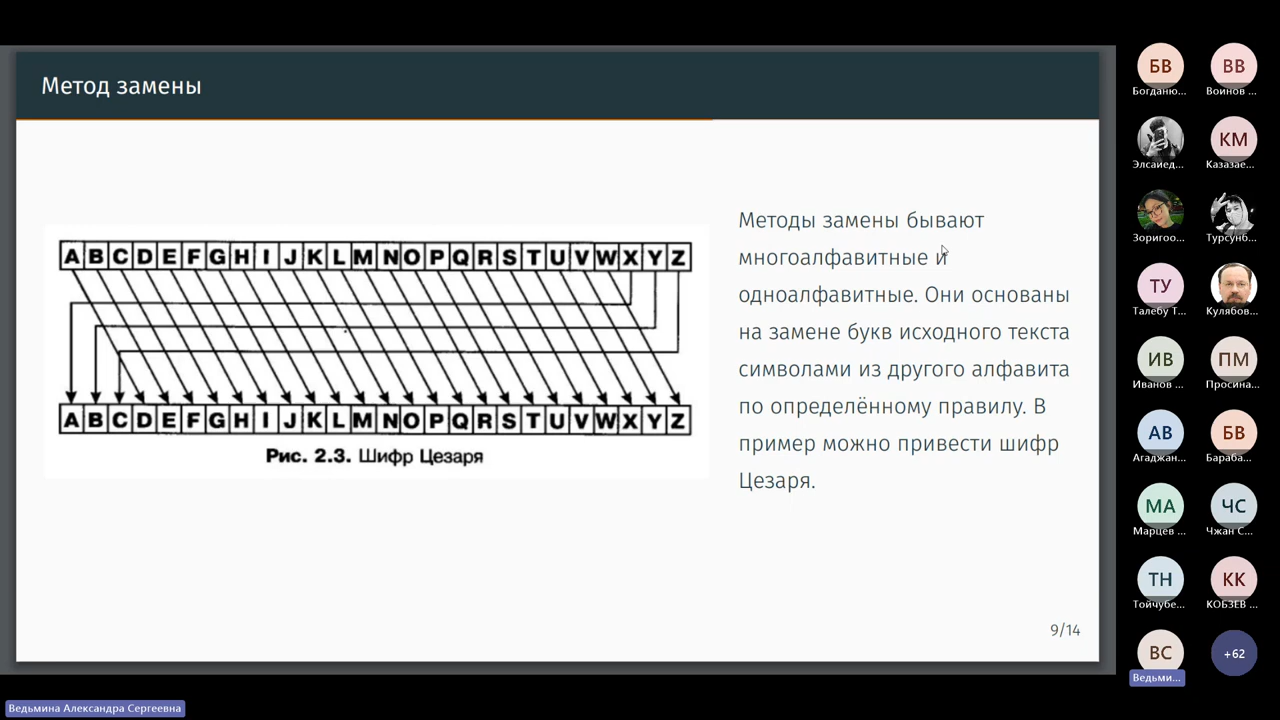 Метод замены
A B C D E F G H I J K L M N O P Q R S T U V W X Y Z
A B C D E F G H I J K L M N O P Q R S T U V W X Y Z
Рис. 2.3. Шифр Цезаря
Методы замены бывают
многоалфавитные и
одноалфавитные. Они основаны
на замене букв исходного текста
символами из другого алфавита
по определённому правилу. В
пример можно привести шифр
Цезаря.
9/14
БВ
Богданю...
ВВ
Воинов ...
Элсаиед...
КМ
Казазае...
Зоригоо...
Турсунб...
ТУ
Талебу Т...
Кулябов...
ИВ
Иванов ...
ПМ
Просина...
АВ
Агаджан...
БВ
Бараба...
МА
Марцев ...
ЧС
Чжан С...
ТН
Тойчубе...
КК
КОБЗЕВ ...
ВС
Ведьми...
+62
Ведьмина Александра Сергеевна